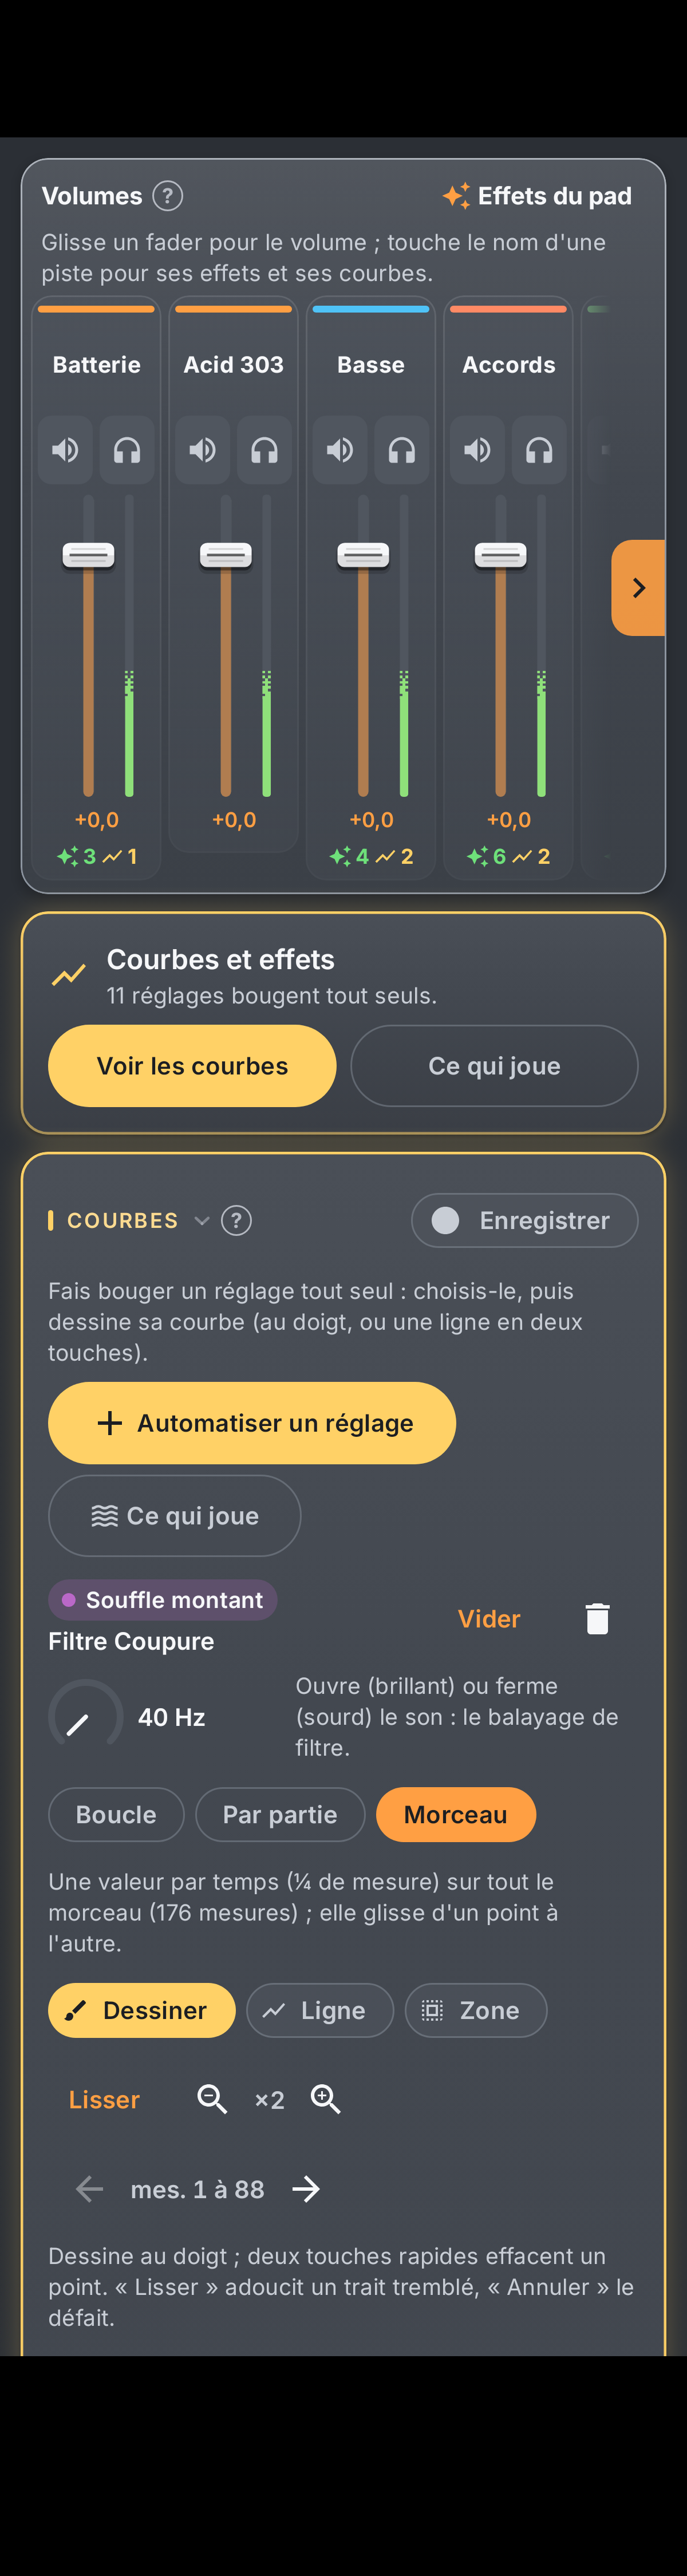 Volumes ? Effets du pad
Glisse un fader pour le volume ; touche le nom d'une
piste pour ses effets et ses courbes.
Batterie Acid 303 Basse Accords
+0,0 +0,0 +0,0 +0,0
3 1 4 2 6 2
Courbes et effets
11 réglages bougent tout seuls.
Voir les courbes Ce qui joue
COURBES ? Enregistrer
Fais bouger un réglage tout seul : choisis-le, puis
dessine sa courbe (au doigt, ou une ligne en deux
touches).
Automatiser un réglage
Ce qui joue
Souffle montant
Filtre Coupure
Vider
40 Hz
Ouvre (brillant) ou ferme
(sourd) le son : le balayage de
filtre.
Boucle Par partie Morceau
Une valeur par temps (¼ de mesure) sur tout le
morceau (176 mesures) ; elle glisse d'un point à
l'autre.
Dessiner Ligne Zone
Lisser ×2
mes. 1 à 88
Dessine au doigt ; deux touches rapides effacent un
point. « Lisser » adoucit un trait tremblé, « Annuler » le
défait.